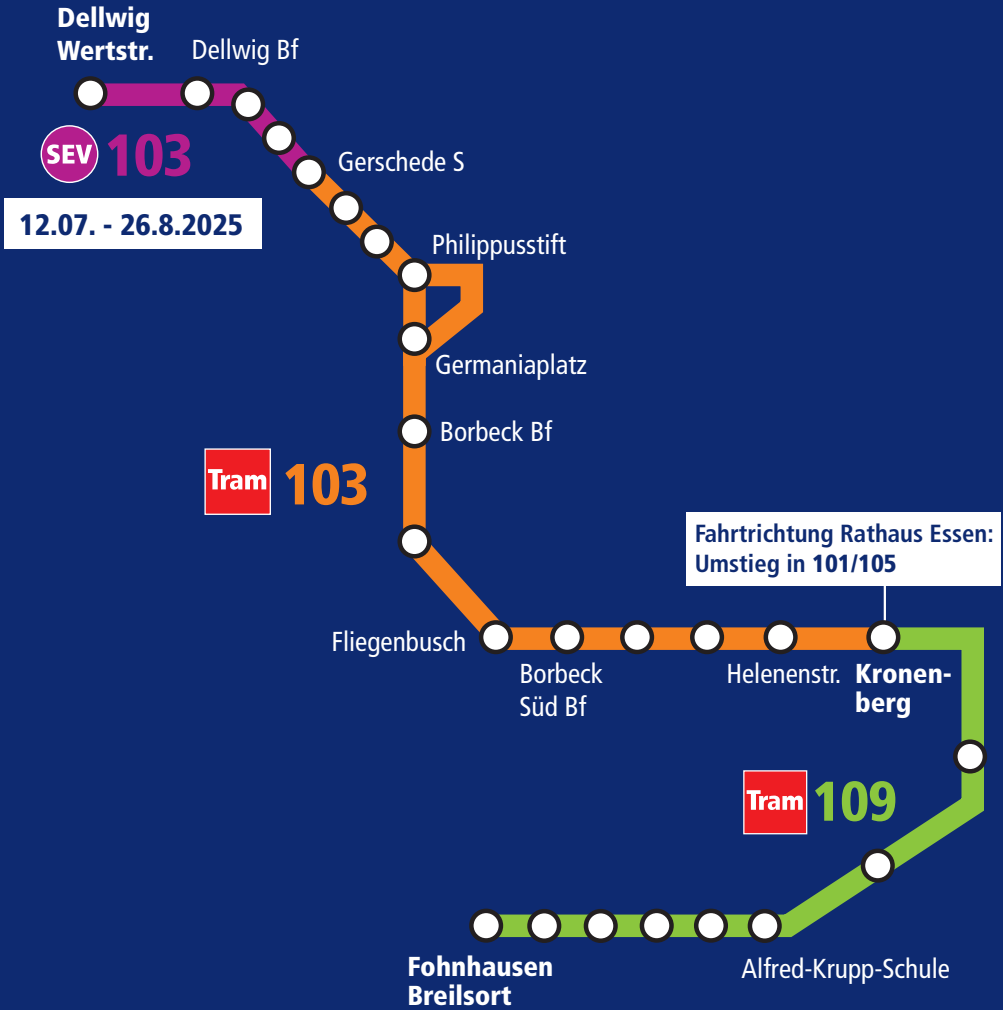 Dellwig
Wertstr.
Dellwig Bf
SEV 103
Gerschede S
12.07. - 26.8.2025
Philippusstift
Germaniaplatz
Borbeck Bf
Tram 103
Fahrtrichtung Rathaus Essen:
Umstieg in 101/105
Fliegenbusch
Borbeck
Süd Bf
Helenenstr.
Kronen-
berg
Tram 109
Fohnhausen
Breilsort
Alfred-Krupp-Schule